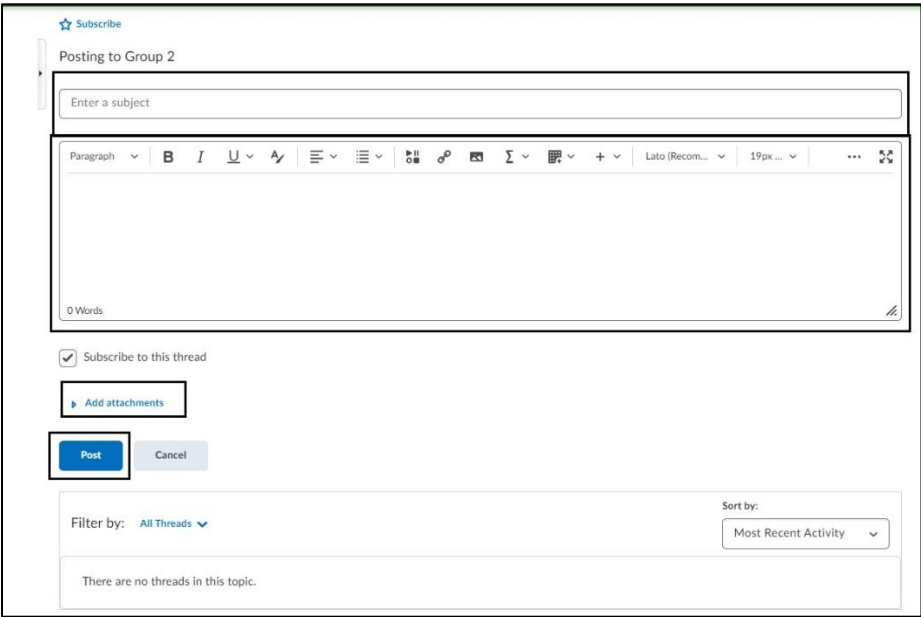 Subscribe
Posting to Group 2
Enter a subject
Paragraph B I U Σ + Lato (Recom... 19px ... ...
0 Words
Subscribe to this thread
Add attachments
Post Cancel
Sort by:
Filter by: All Threads Most Recent Activity
There are no threads in this topic.